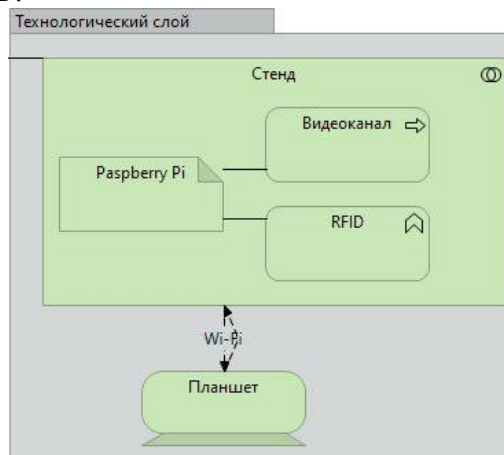 Технологический слой
Стенд
Видеоканал
Paspberry Pi
RFID
Wi-Fi
Планшет